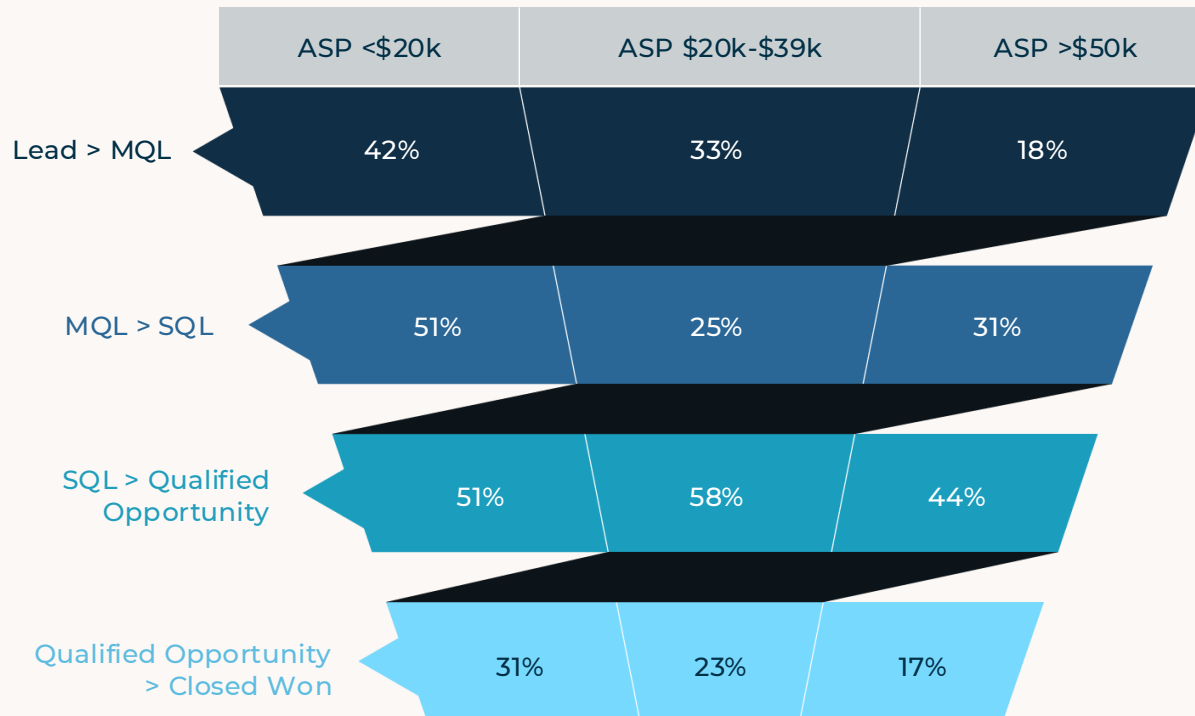 ASP <$20k
ASP $20k-$39k
ASP >$50k
Lead > MQL
42%
33%
18%
MQL > SQL
51%
25%
31%
SQL > Qualified
Opportunity
51%
58%
44%
Qualified Opportunity
> Closed Won
31%
23%
17%